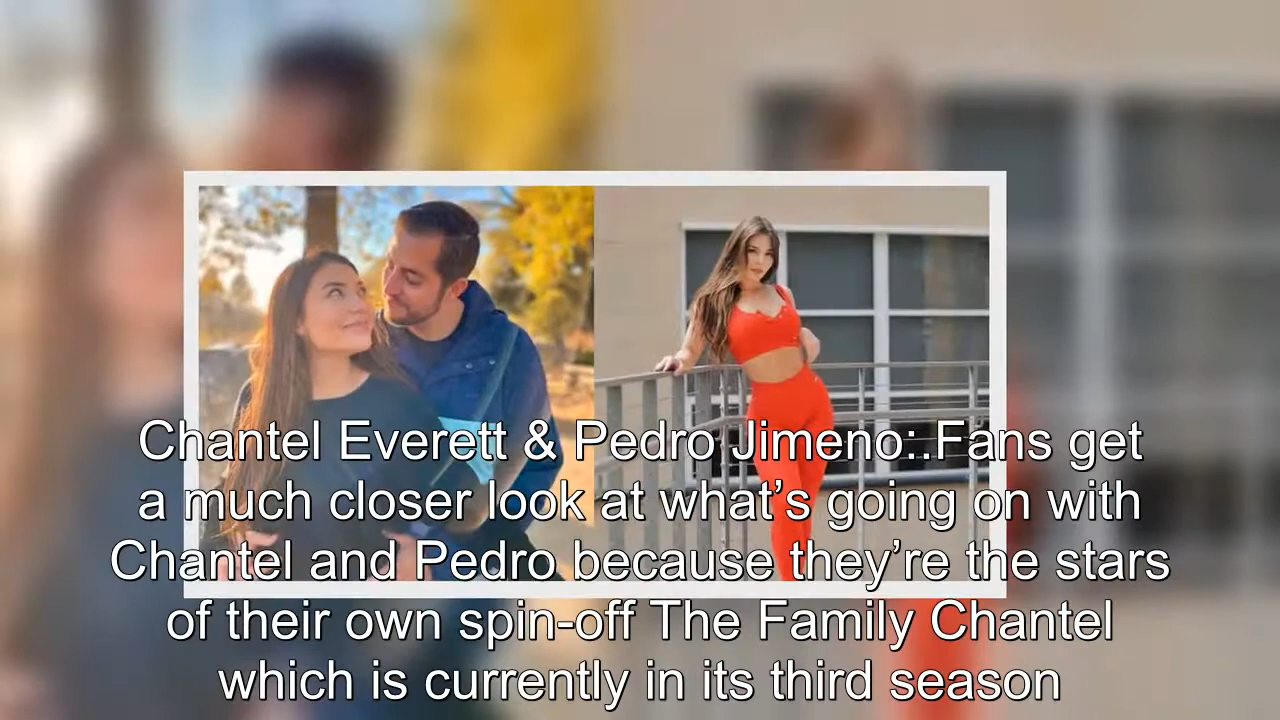 Chantel Everett & Pedro Jimeno:.Fans get
a much closer look at what’s going on with
Chantel and Pedro because they’re the stars
of their own spin-off The Family Chantel
which is currently in its third season